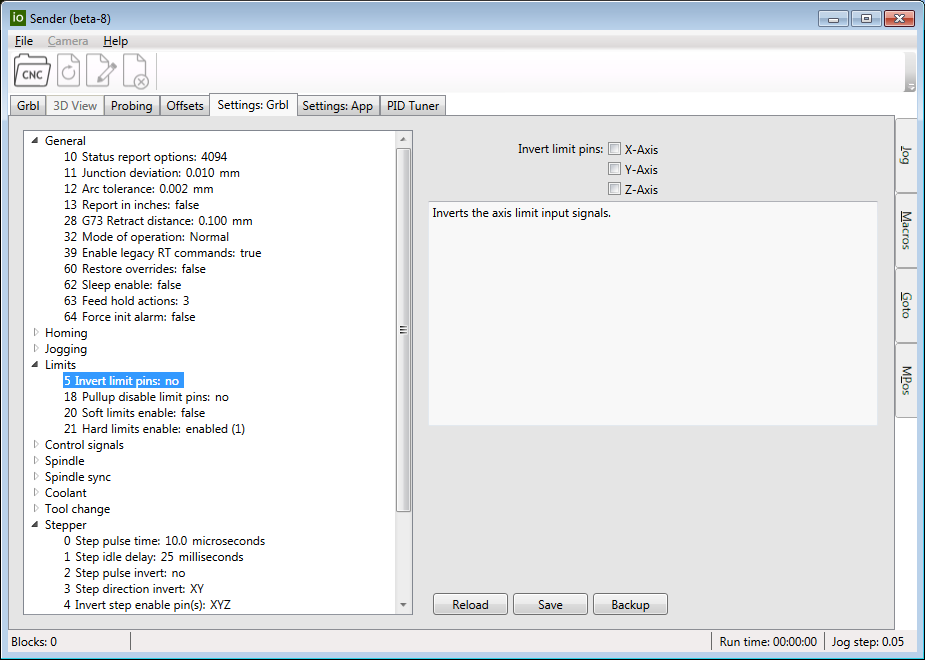 io Sender (beta-8)
File Camera Help
CNC
Grbl 3D View Probing Offsets Settings: Grbl Settings: App PID Tuner
General
10 Status report options: 4094
11 Junction deviation: 0.010 mm
12 Arc tolerance: 0.002 mm
13 Report in inches: false
28 G73 Retract distance: 0.100 mm
32 Mode of operation: Normal
39 Enable legacy RT commands: true
60 Restore overrides: false
62 Sleep enable: false
63 Feed hold actions: 3
64 Force init alarm: false
Homing
Jogging
Limits
5 Invert limit pins: no
18 Pullup disable limit pins: no
20 Soft limits enable: false
21 Hard limits enable: enabled (1)
Control signals
Spindle
Spindle sync
Coolant
Tool change
Stepper
0 Step pulse time: 10.0 microseconds
1 Step idle delay: 25 milliseconds
2 Step pulse invert: no
3 Step direction invert: XY
4 Invert step enable pin(s): XYZ
Invert limit pins: X-Axis
Y-Axis
Z-Axis
Inverts the axis limit input signals.
Reload Save Backup
Jog
Macros
Goto
MPos
Blocks: 0
Run time: 00:00:00 Jog step: 0.05